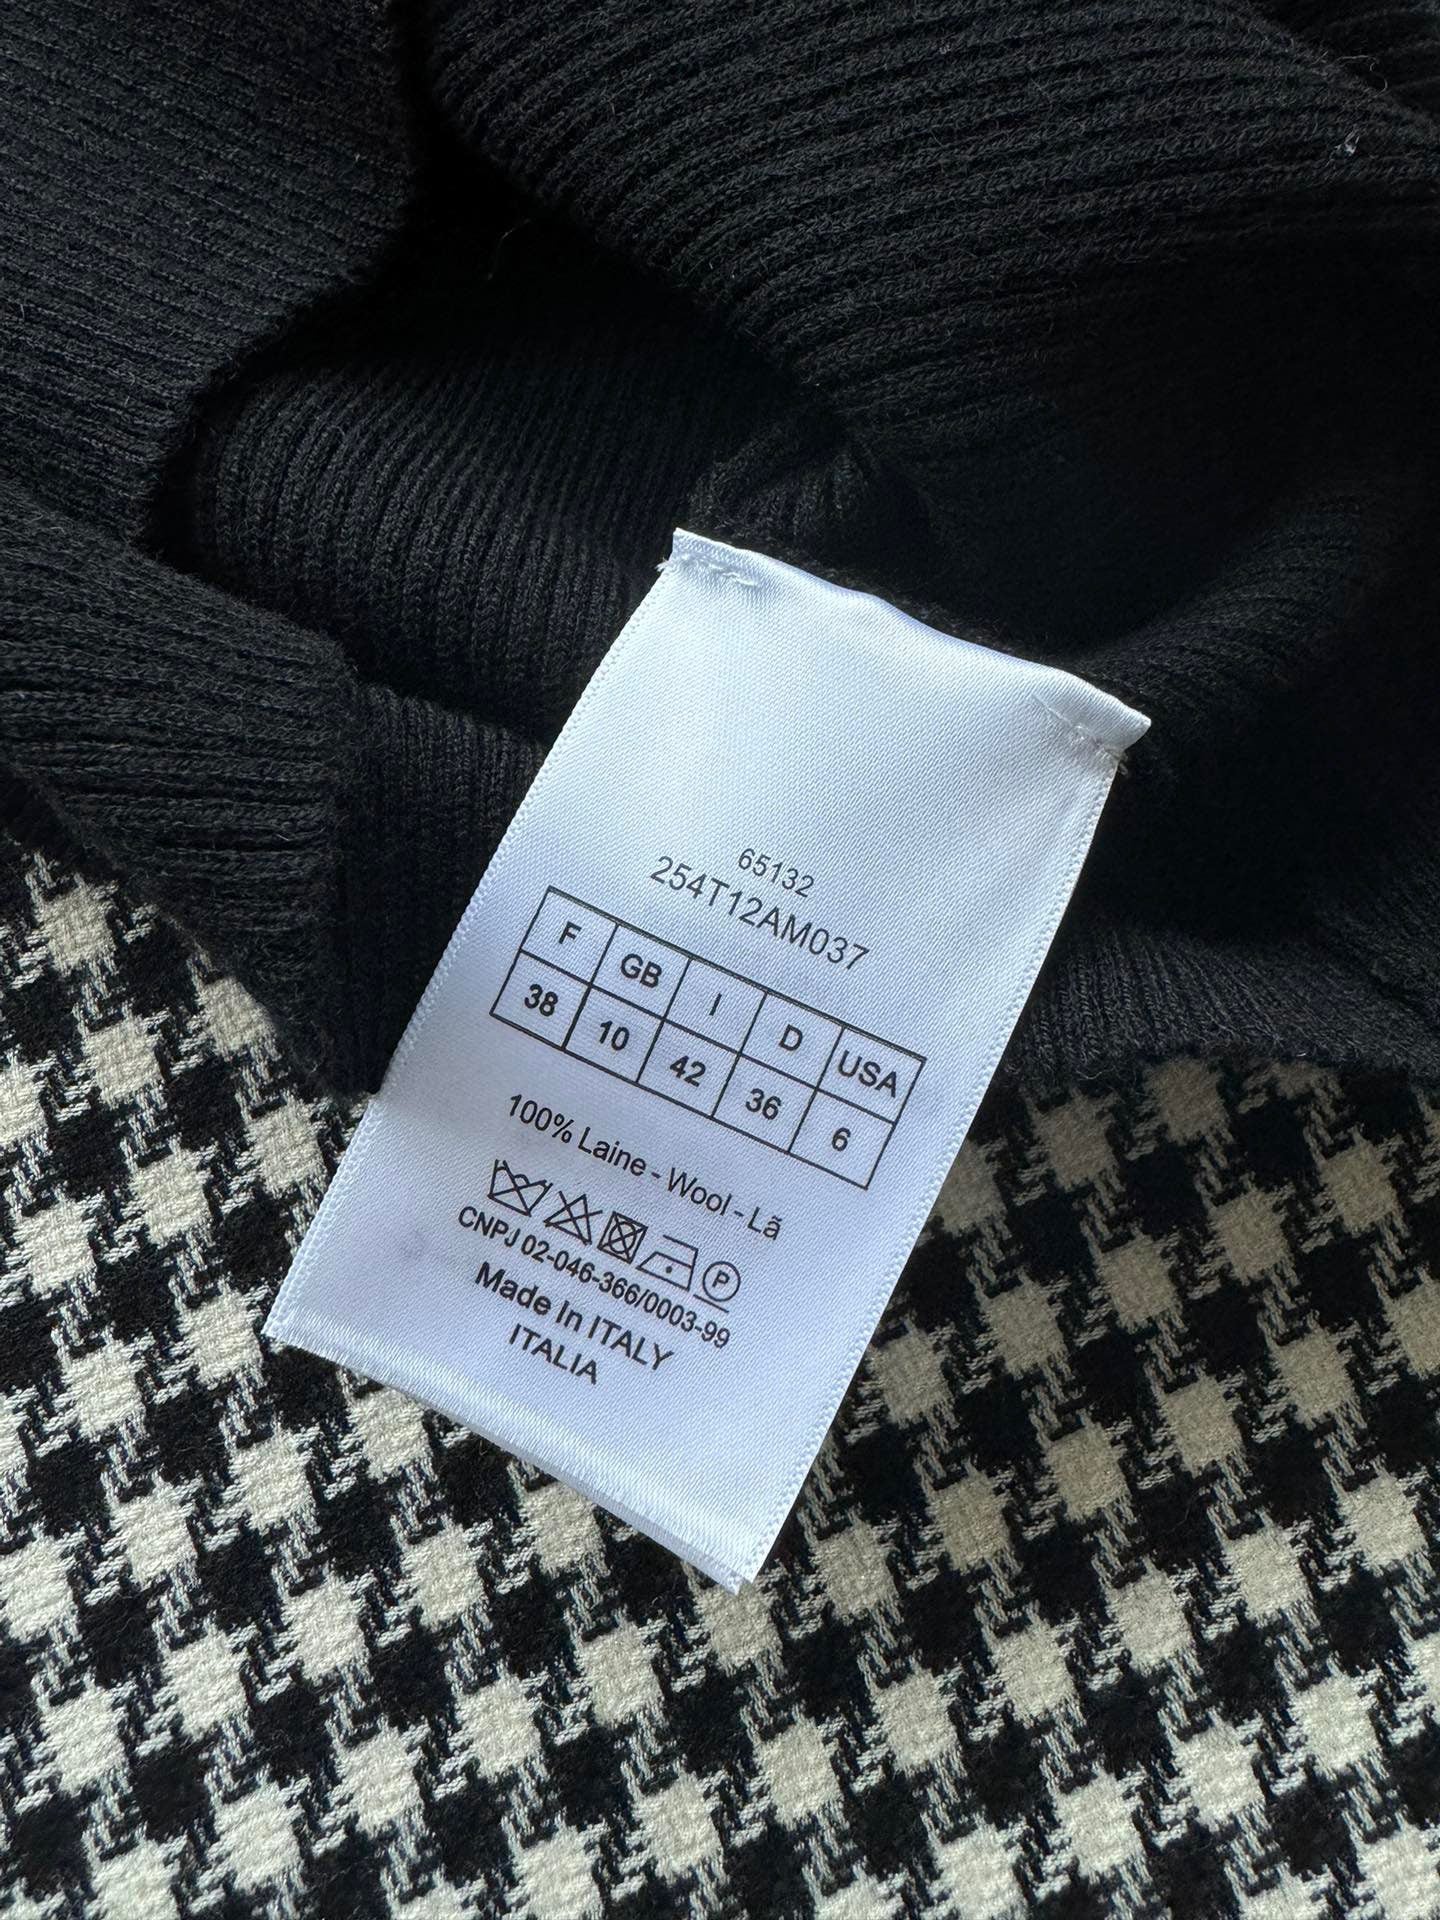 65132
254T12AM037
F GB I D USA
38 10 42 36 6
100% Laine - Wool - Lã
P
CNPJ 02-046-366/0003-99
Made In ITALY
ITALIA